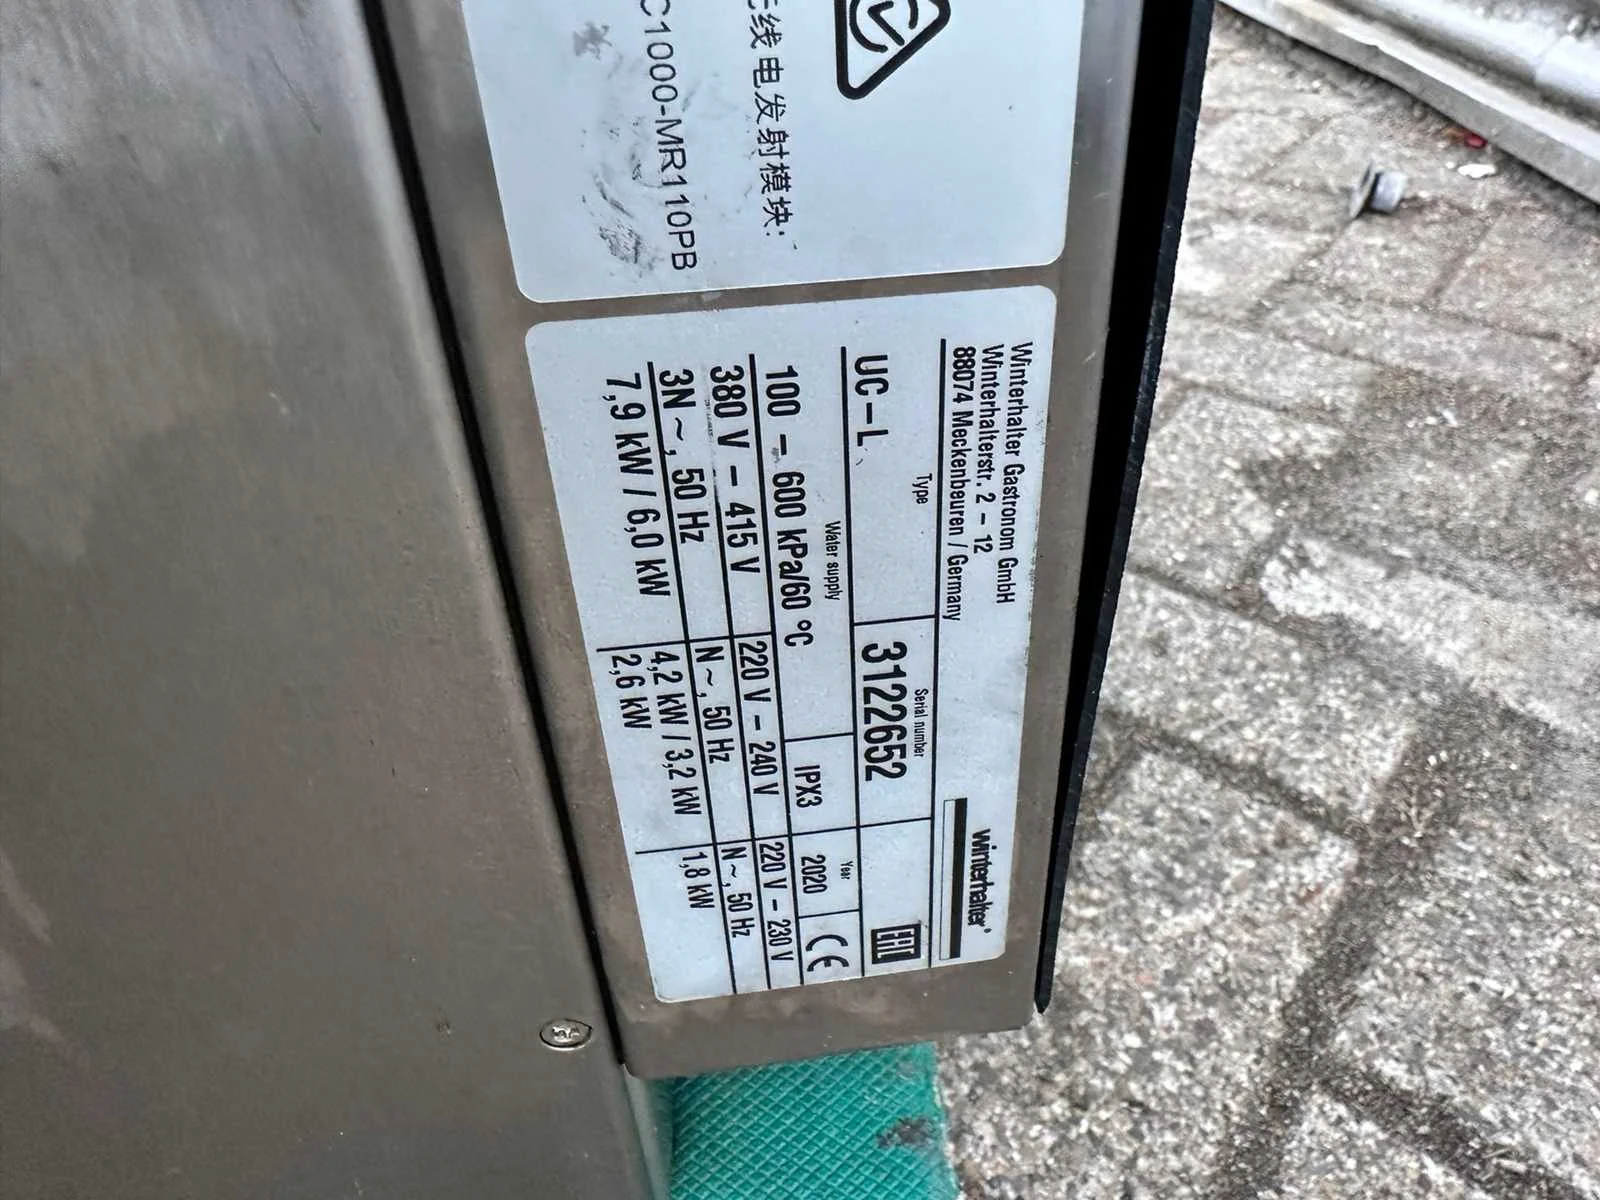 无线电发射模块:
C1000-MR110PB
Winterhalter Gastronom GmbH
Winterhalterstr. 2 – 12
88074 Meckenbeuren / Germany
winterhalter®
Type
UC–L
Serial number
3122652
EAC
Water supply
100 – 600 kPa/60 °C
IPX3
Year
2020
CE
380 V – 415 V
220 V – 240 V
220 V – 230 V
3N ~, 50 Hz
N ~, 50 Hz
N ~, 50 Hz
7,9 kW / 6,0 kW
4,2 kW / 3,2 kW
1,8 kW
2,6 kW